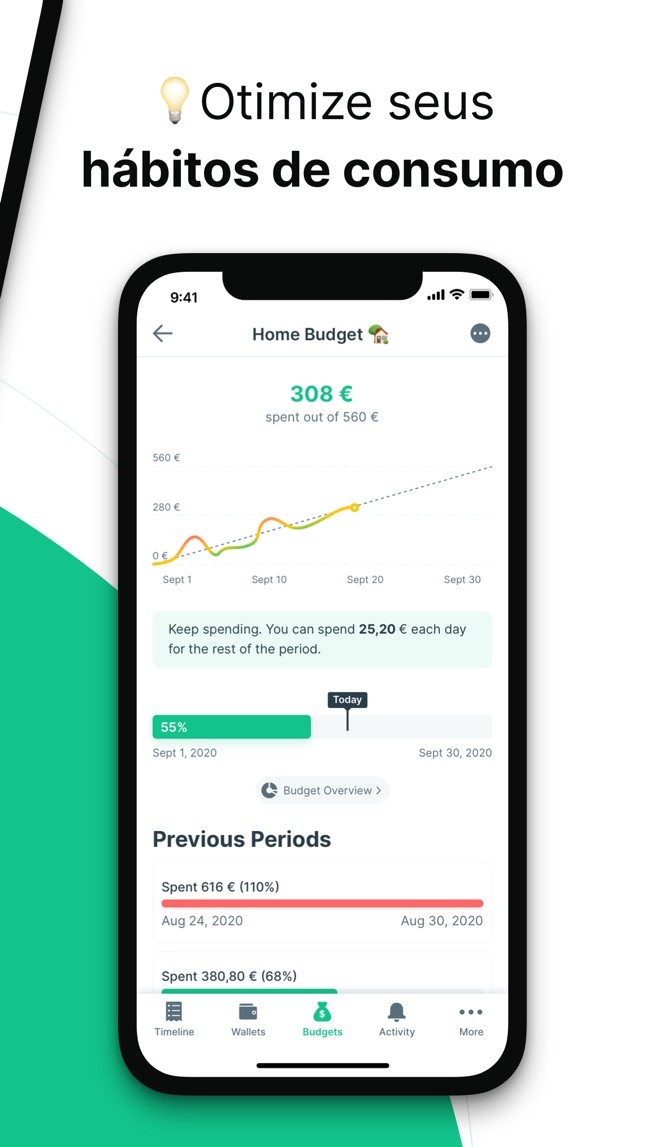 💡Otimize seus
hábitos de consumo
9:41
Home Budget 🏡
308 €
spent out of 560 €
560 €
280 €
0 €
Sept 1 Sept 10 Sept 20 Sept 30
Keep spending. You can spend 25,20 € each day
for the rest of the period.
Today
55%
Sept 1, 2020 Sept 30, 2020
Budget Overview
Previous Periods
Spent 616 € (110%)
Aug 24, 2020 Aug 30, 2020
Spent 380,80 € (68%)
Timeline Wallets Budgets Activity More